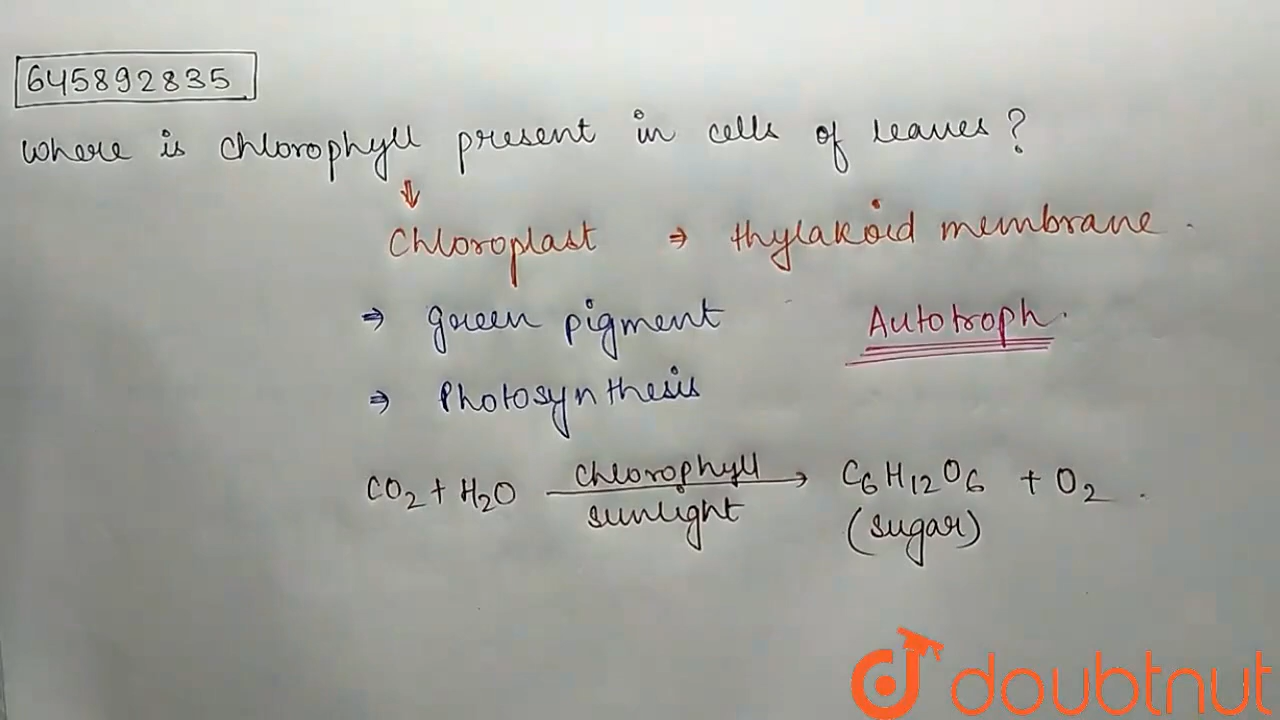 645892835
Where is chlorophyll present in cells of leaves?
⇓
Chloroplast ⇒ thylakoid membrane.
⇒ green pigment Autotroph.
⇒ Photosynthesis
CO2 + H2O chlorophyll → C6H12O6 + O2.
sunlight (sugar)
doubtnut